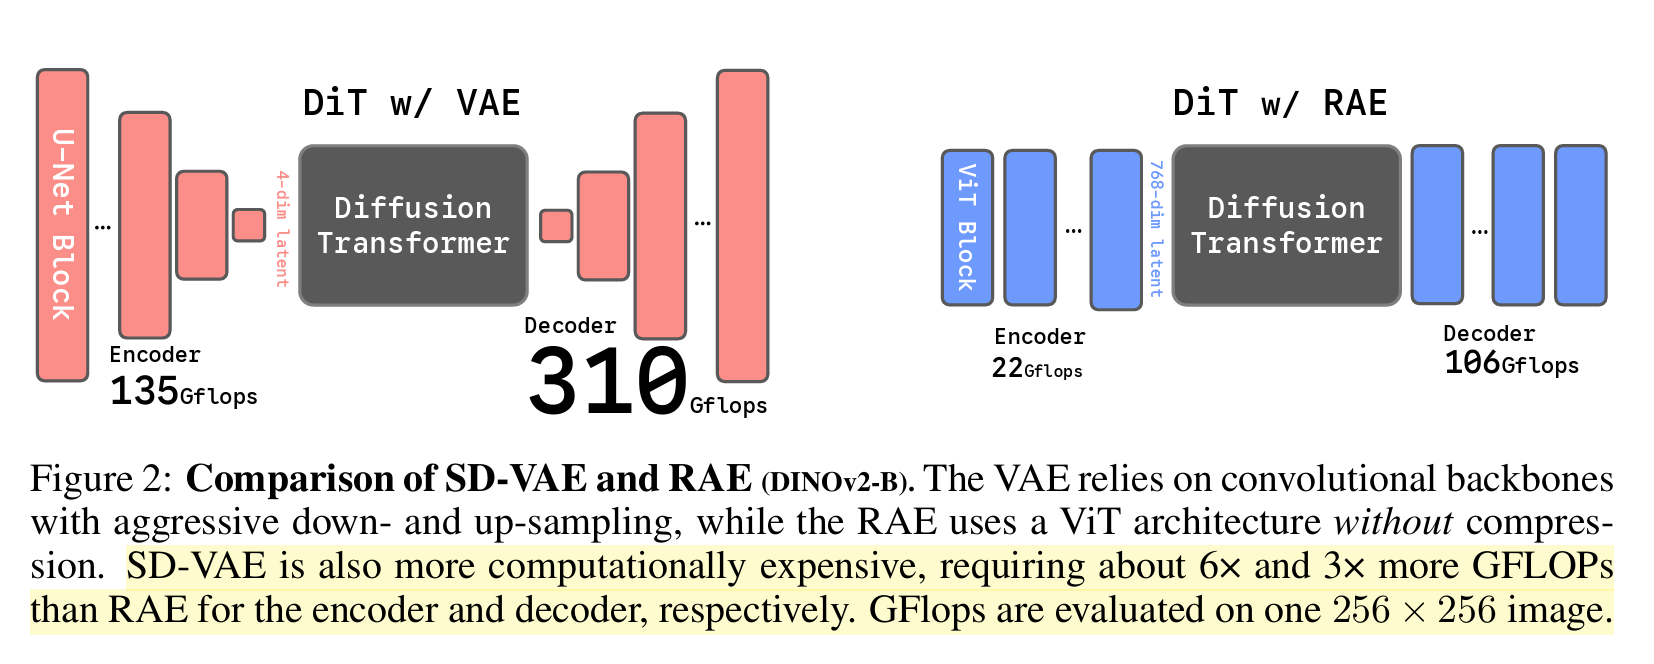 DiT w/ VAE
U-Net Block
...
4-dim latent
Diffusion
Transformer
...
Encoder
135Gflops
Decoder
310Gflops
DiT w/ RAE
ViT Block
...
768-dim latent
Diffusion
Transformer
...
Encoder
22Gflops
Decoder
106Gflops
Figure 2: Comparison of SD-VAE and RAE (DINOv2-B). The VAE relies on convolutional backbones
with aggressive down- and up-sampling, while the RAE uses a ViT architecture without compres-
sion. SD-VAE is also more computationally expensive, requiring about 6× and 3× more GFLOPs
than RAE for the encoder and decoder, respectively. GFlops are evaluated on one 256 × 256 image.